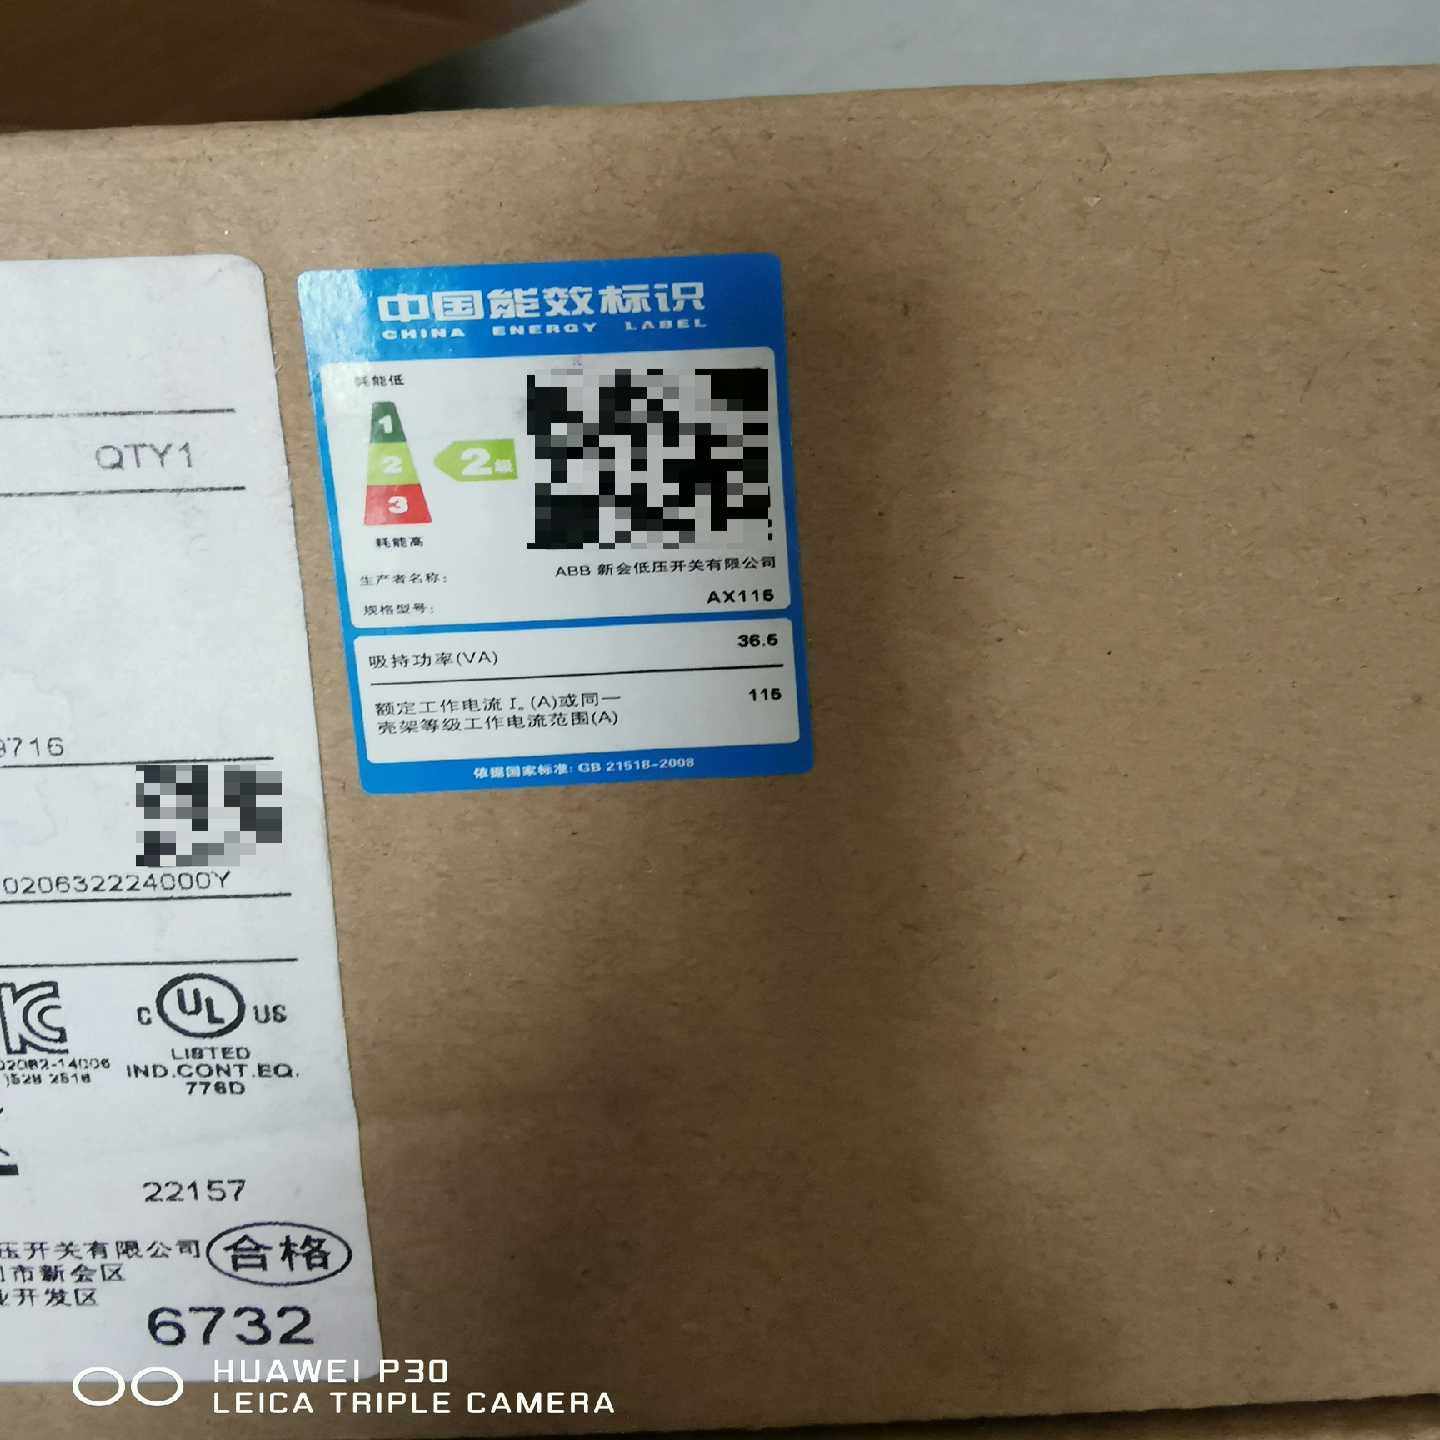 QTY1
9716
020632224000Y
C UL US
LISTED
IND.CONT.EQ.
776D
22157
压开关有限公司
市新会区
业开发区
合格
6732
中国能效标识
CHINA ENERGY LABEL
耗能低
1
2
3
2级
耗能高
生产者名称: ABB 新会低压开关有限公司
规格型号: AX115
吸持功率(VA) 36.5
额定工作电流 Iₑ (A)或同一
壳架等级工作电流范围(A) 115
依据国家标准: GB 21518-2008
HUAWEI P30
LEICA TRIPLE CAMERA